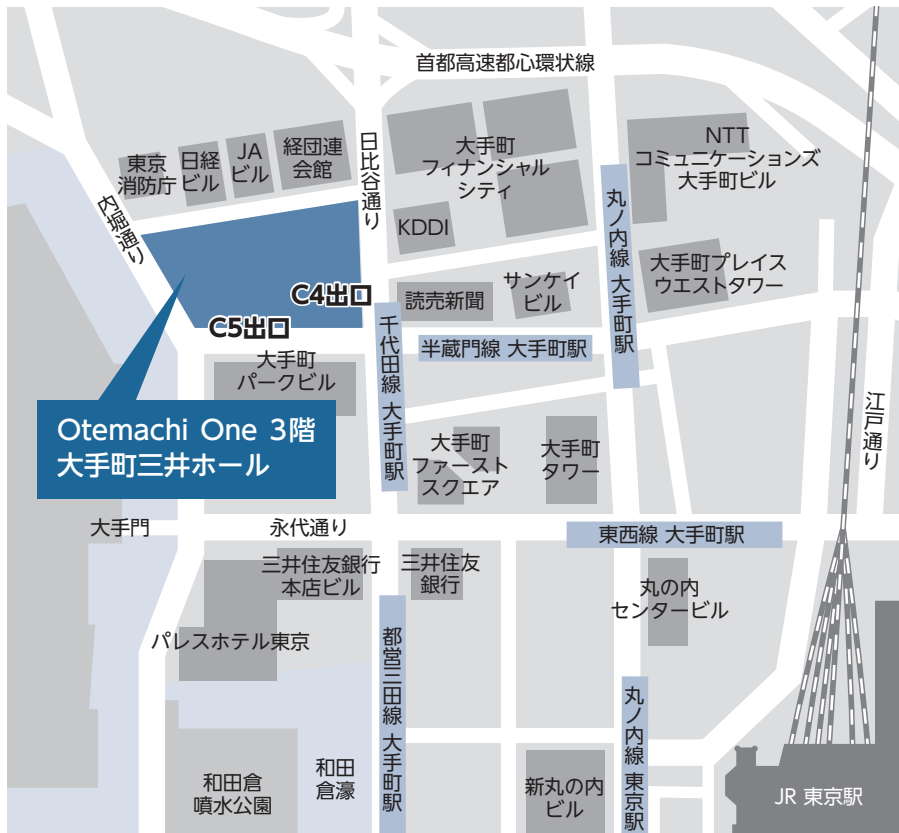 首都高速都心環状線
NTT
コミュニケーションズ
大手町ビル
大手町
フィナンシャル
シティ
経団連
会館
JA
ビル
日経
ビル
東京
消防庁
日比谷通り
内堀通り
KDDI
丸ノ内線 大手町駅
大手町プレイス
ウエストタワー
サンケイ
ビル
読売新聞
C4出口
C5出口
千代田線 大手町駅
半蔵門線 大手町駅
大手町
パークビル
Otemachi One 3階
大手町三井ホール
大手町
ファースト
スクエア
大手町
タワー
江戸通り
大手門
永代通り
東西線 大手町駅
三井住友銀行
本店ビル
三井住友
銀行
丸の内
センタービル
パレスホテル東京
都営三田線 大手町駅
丸ノ内線 東京駅
和田倉
噴水公園
和田
倉濠
新丸の内
ビル
JR 東京駅